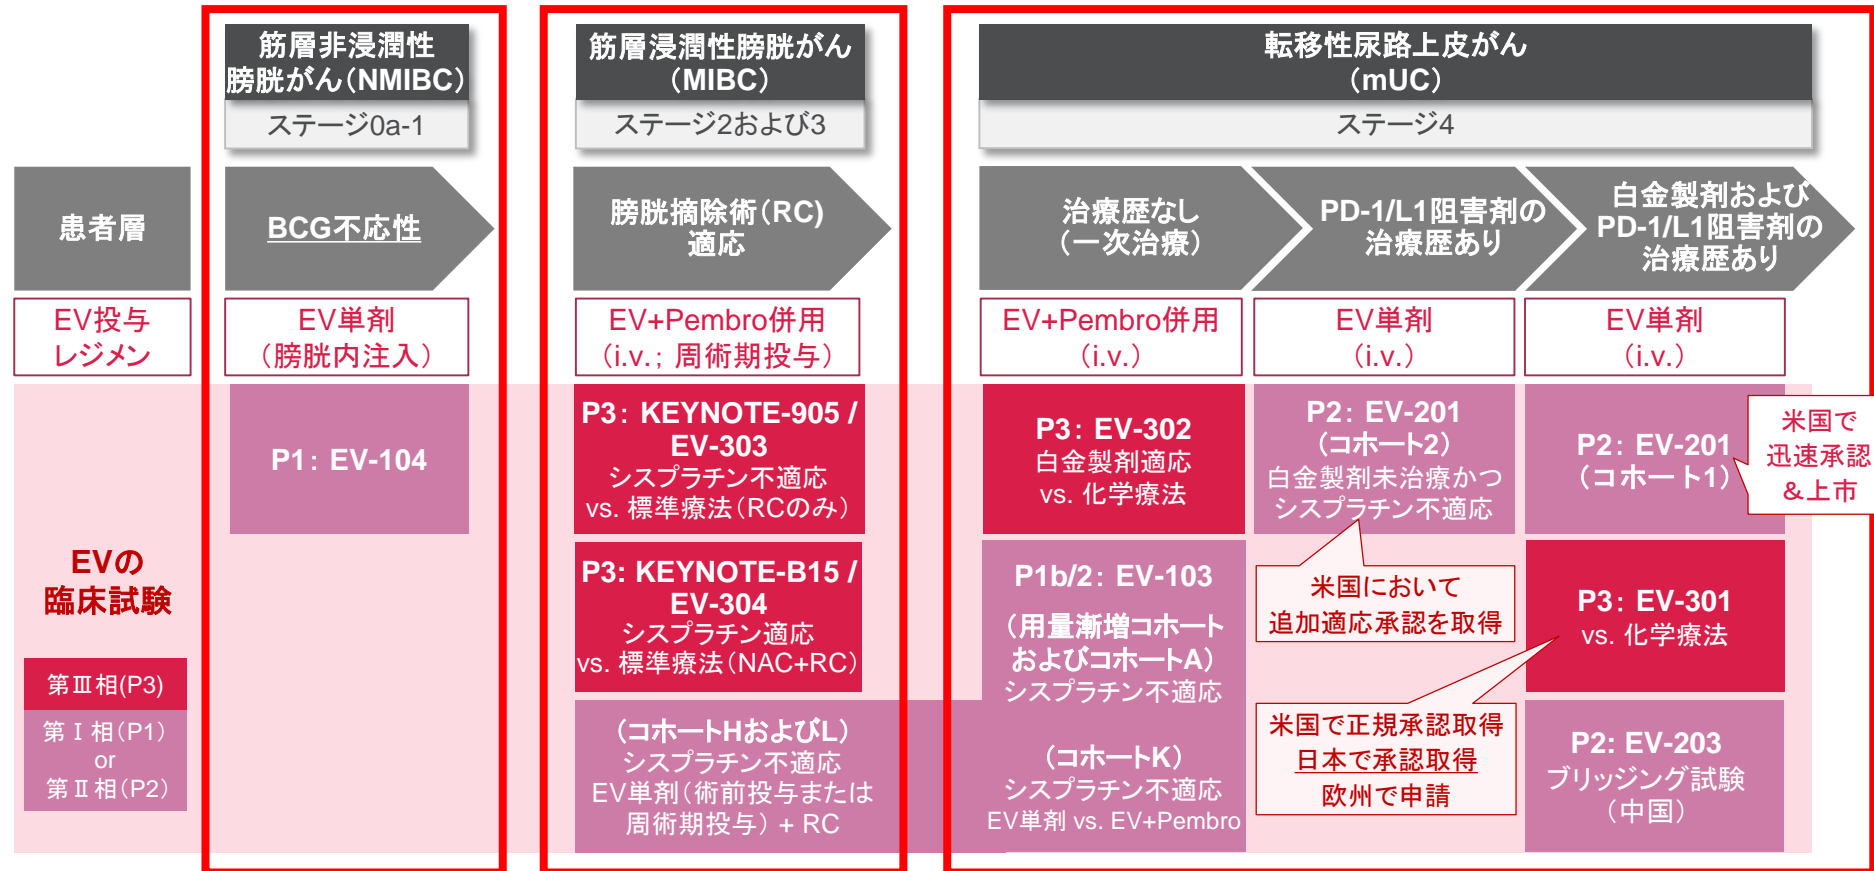 筋層非浸潤性
膀胱がん(NMIBC)
ステージ0a-1
筋層浸潤性膀胱がん
(MIBC)
ステージ2および3
転移性尿路上皮がん
(mUC)
ステージ4
患者層
BCG不応性
膀胱摘除術(RC)
適応
治療歴なし
(一次治療)
PD-1/L1阻害剤の
治療歴あり
白金製剤および
PD-1/L1阻害剤の
治療歴あり
EV投与
レジメン
EV単剤
(膀胱内注入)
EV+Pembro併用
(i.v.; 周術期投与)
EV+Pembro併用
(i.v.)
EV単剤
(i.v.)
EV単剤
(i.v.)
EVの
臨床試験
第Ⅲ相(P3)
第Ⅰ相(P1)
or
第Ⅱ相(P2)
P1: EV-104
P3: KEYNOTE-905 /
EV-303
シスプラチン不適応
vs. 標準療法(RCのみ)
P3: KEYNOTE-B15 /
EV-304
シスプラチン適応
vs. 標準療法(NAC+RC)
(コホートHおよびL)
シスプラチン不適応
EV単剤(術前投与または
周術期投与) + RC
P3: EV-302
白金製剤適応
vs. 化学療法
P1b/2: EV-103
(用量漸増コホート
およびコホートA)
シスプラチン不適応
(コホートK)
シスプラチン不適応
EV単剤 vs. EV+Pembro
P2: EV-201
(コホート2)
白金製剤未治療かつ
シスプラチン不適応
米国において
追加適応承認を取得
米国で正規承認取得
日本で承認取得
欧州で申請
P2: EV-201
(コホート1)
米国で
迅速承認
&上市
P3: EV-301
vs. 化学療法
P2: EV-203
ブリッジング試験
(中国)